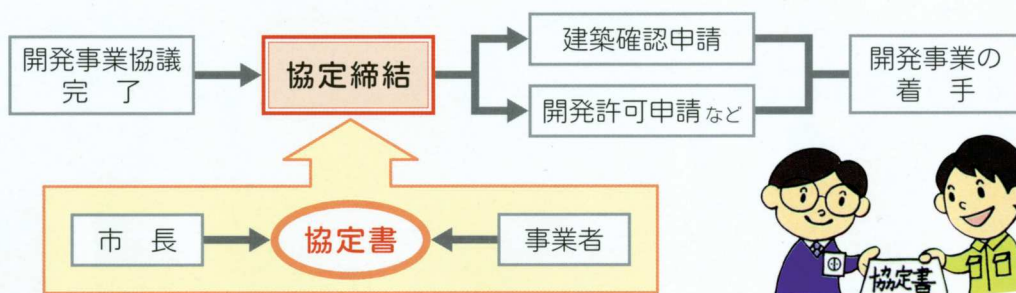 開発事業協議
完 了
協定締結
建築確認申請
開発許可申請など
開発事業の
着 手
市 長
協定書
事業者
協定書